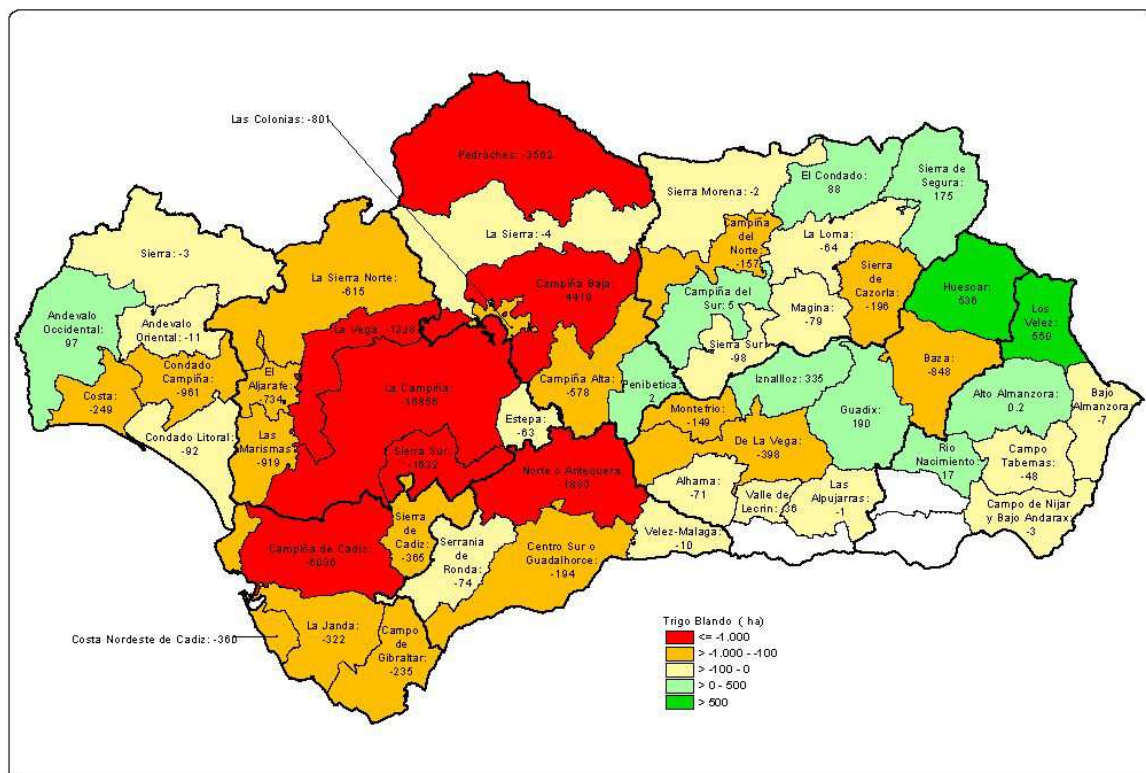 Las Colonias: -801
Pedroches: -3562
Sierra Morena: -2
El Condado:
88
Sierra de
Segura:
175
La Sierra: -4
Campiña
del
Norte:
-157
La Loma:
-64
Sierra: -3
La Sierra Norte:
-615
Campiña Baja
4419
Sierra
de
Cazorla:
-196
Huescar:
536
Los
Velez:
550
Andevalo
Occidental:
97
Andevalo
Oriental: -11
La Vega: -1328
Campiña del
Sur: 5
Magina:
-79
Sierra Sur:
-98
Condado
Campiña:
-961
El
Aljarafe:
-734
La Campiña:
-16856
Campiña Alta:
-578
Penibetica:
2
Iznalloz: 335
Baza:
-848
Costa:
-249
Alto Almanzora:
0.2
Bajo
Almanzora:
-7
Condado Litoral:
-92
Las
Marismas:
-919
Estepa:
-63
Montefrio:
-149
Guadix:
190
De La Vega:
-398
Sierra Sur:
-1632
Norte o Antequera
1883
Rio
Nacimiento:
17
Campo
Tabernas:
-48
Alhama:
-71
Valle de
Lecrin: -36
Las
Alpujarras:
-1
Campo de Nijar
y Bajo Andarax:
-3
Campiña de Cadiz:
-6036
Sierra
de
Cadiz:
-365
Serrania
de
Ronda:
-74
Centro Sur o
Guadalhorce:
-194
Velez-Malaga:
-10
Costa Nordeste de Cadiz: -360
La Janda:
-322
Campo
de
Gibraltar:
-235
Trigo Blando ( ha)
<= -1.000
> -1.000 - -100
> -100 - 0
> 0 - 500
> 500